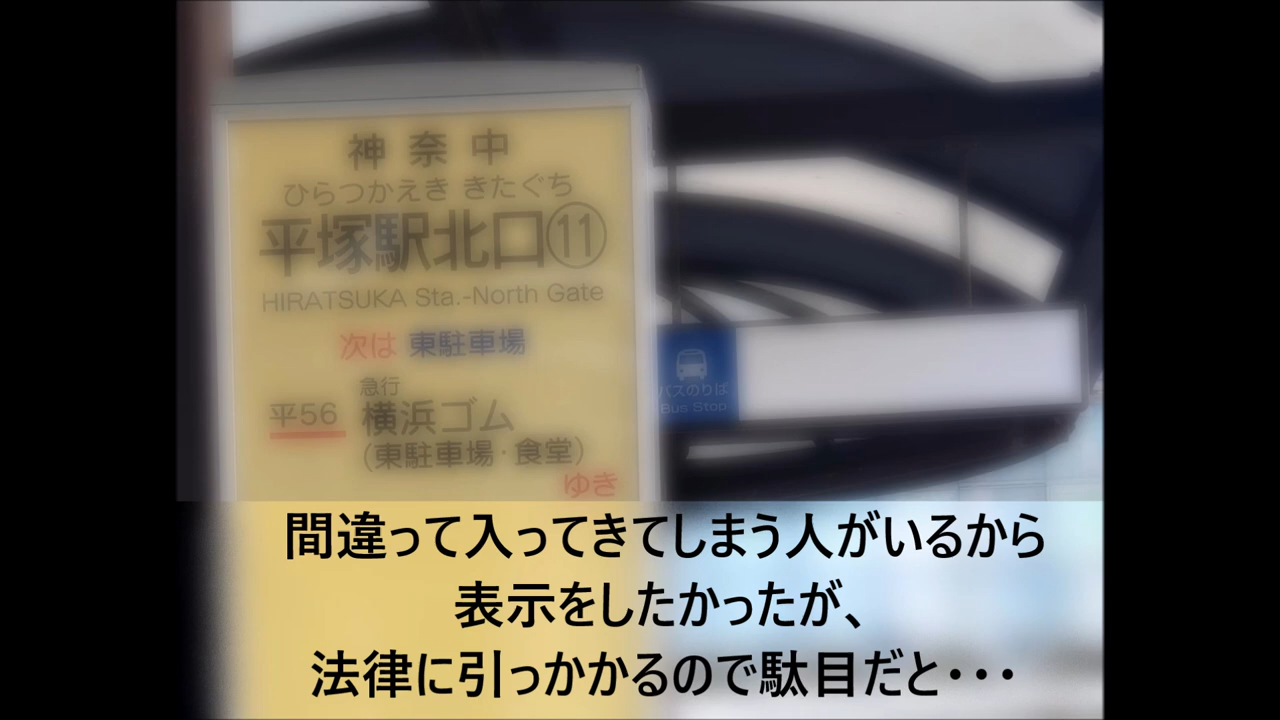 神奈中
ひらつかえき きたぐち
平塚駅北口⑪
HIRATSUKA Sta.-North Gate
次は 東駐車場
急行
平56 横浜ゴム
(東駐車場・食堂)
ゆき
バスのりば
Bus Stop
間違って入ってきてしまう人がいるから
表示をしたかったが、
法律に引っかかるので駄目だと・・・